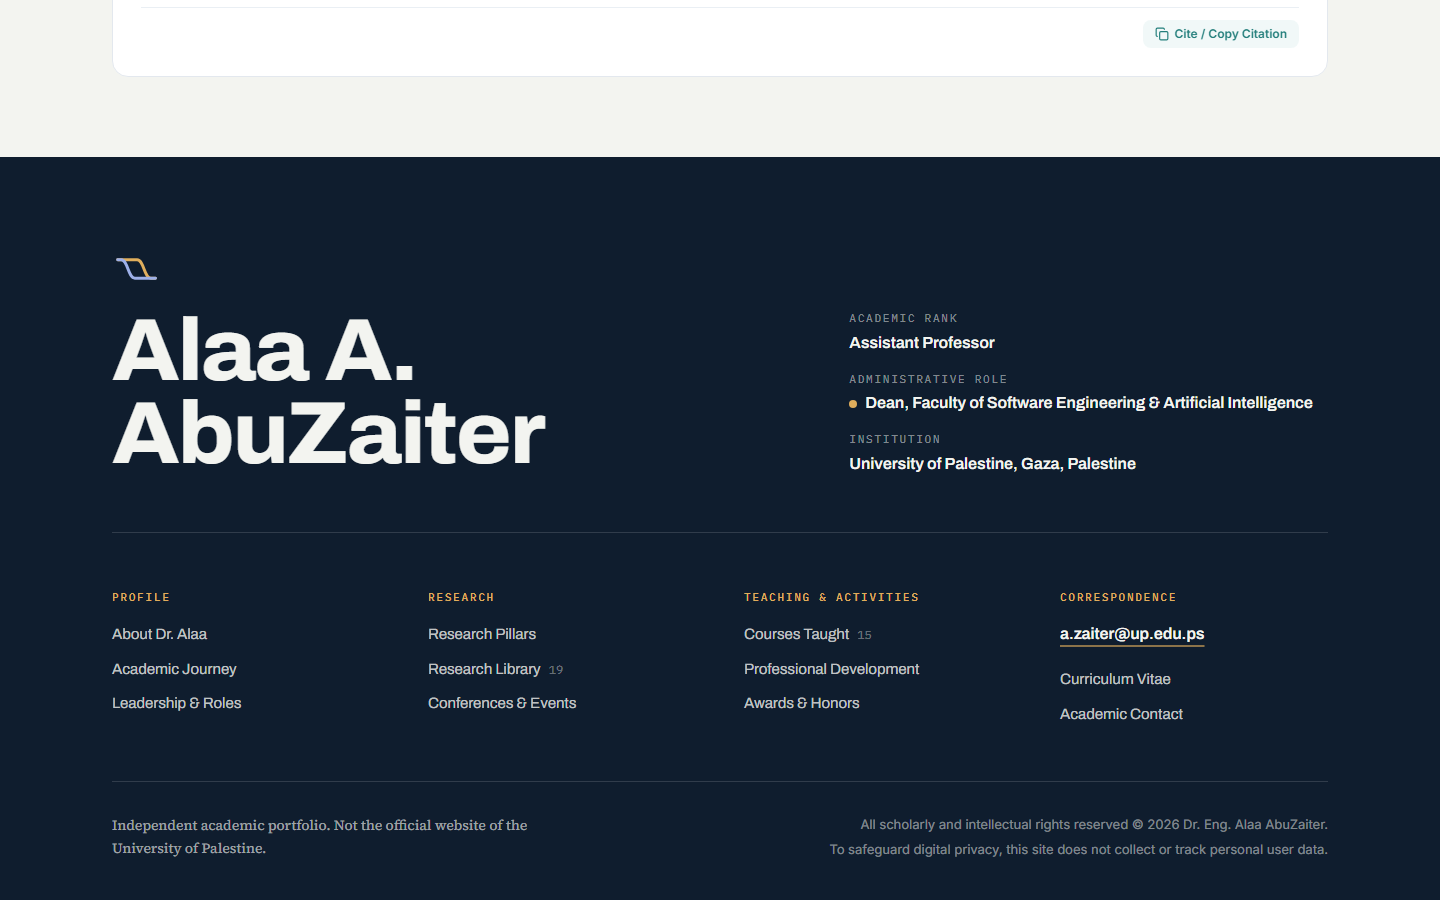 Cite / Copy Citation
Alaa A.
AbuZaiter
ACADEMIC RANK
Assistant Professor
ADMINISTRATIVE ROLE
Dean, Faculty of Software Engineering & Artificial Intelligence
INSTITUTION
University of Palestine, Gaza, Palestine
PROFILE
About Dr. Alaa
Academic Journey
Leadership & Roles
RESEARCH
Research Pillars
Research Library 19
Conferences & Events
TEACHING & ACTIVITIES
Courses Taught 15
Professional Development
Awards & Honors
CORRESPONDENCE
a.zaiter@up.edu.ps
Curriculum Vitae
Academic Contact
Independent academic portfolio. Not the official website of the
University of Palestine.
All scholarly and intellectual rights reserved © 2026 Dr. Eng. Alaa AbuZaiter.
To safeguard digital privacy, this site does not collect or track personal user data.